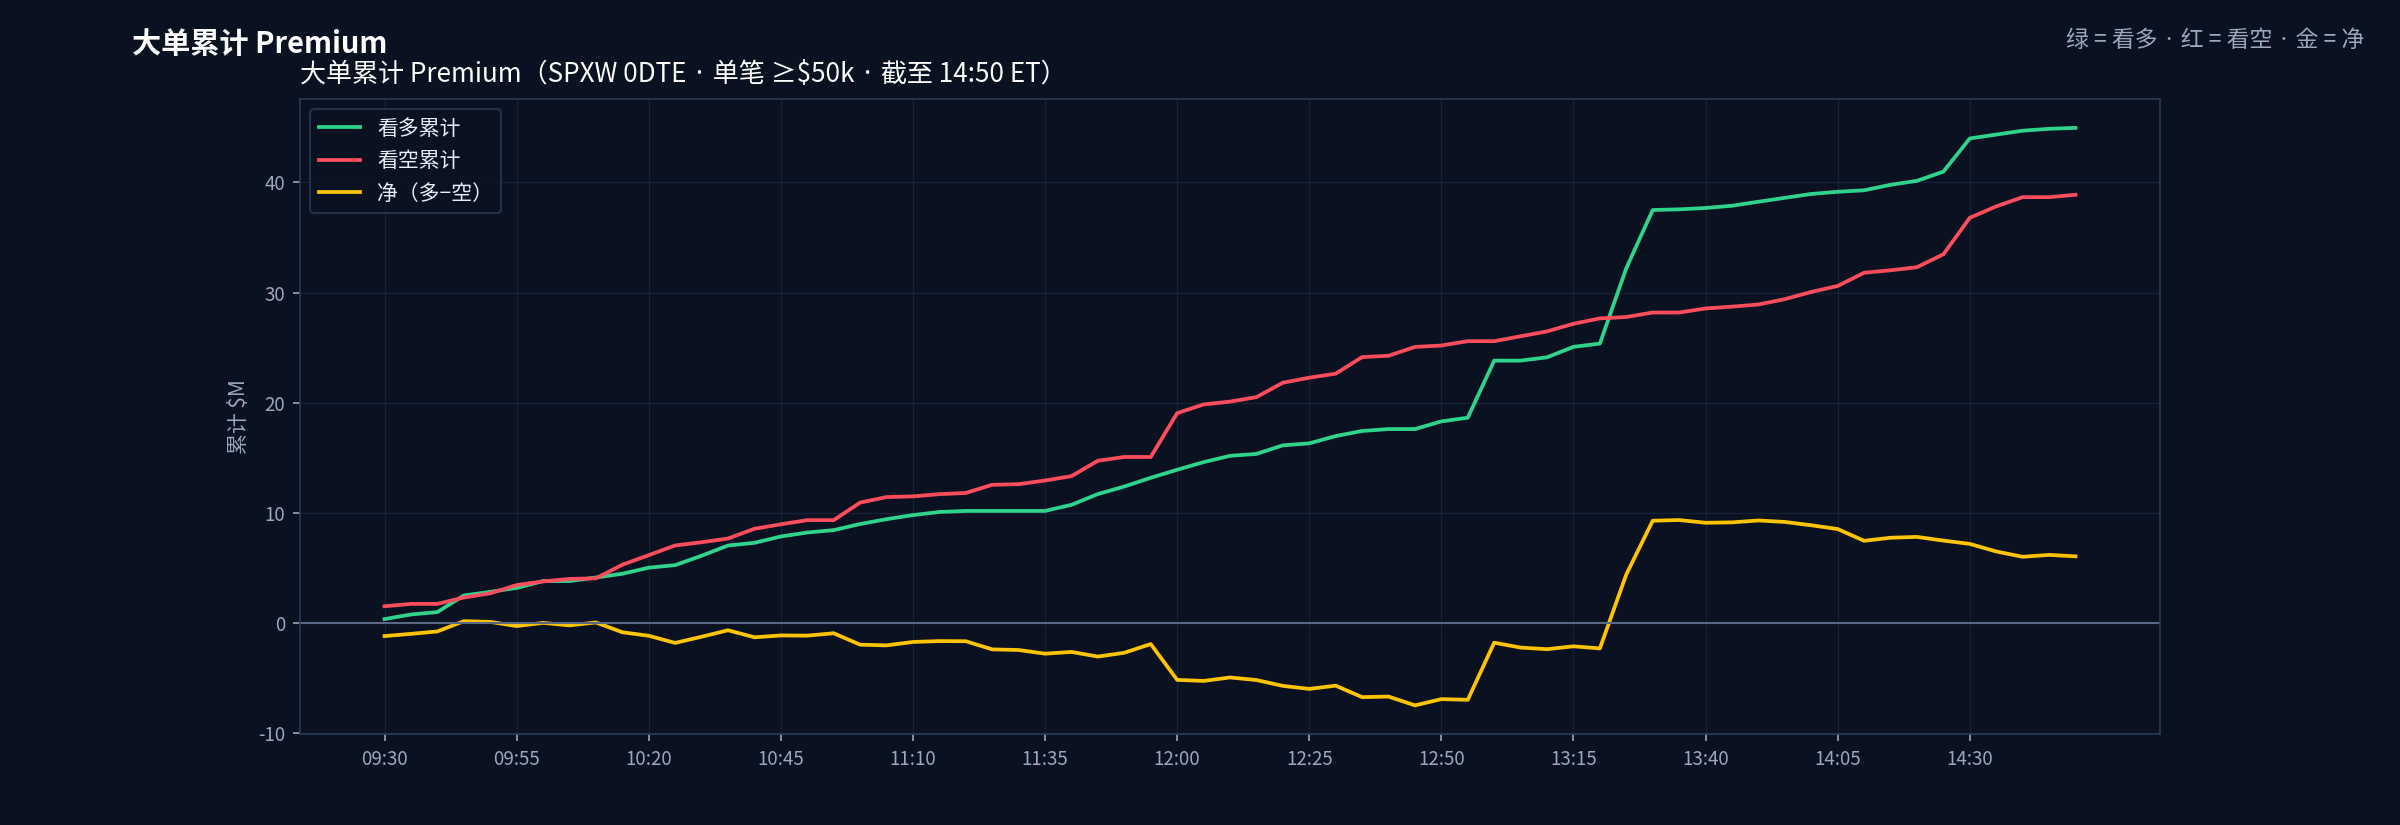 大单累计 Premium
绿 = 看多 · 红 = 看空 · 金 = 净
大单累计 Premium（SPXW 0DTE · 单笔 ≥$50k · 截至 14:50 ET）
看多累计
看空累计
净（多−空）
累计 $M
40
30
20
10
0
-10
09:30 09:55 10:20 10:45 11:10 11:35 12:00 12:25 12:50 13:15 13:40 14:05 14:30